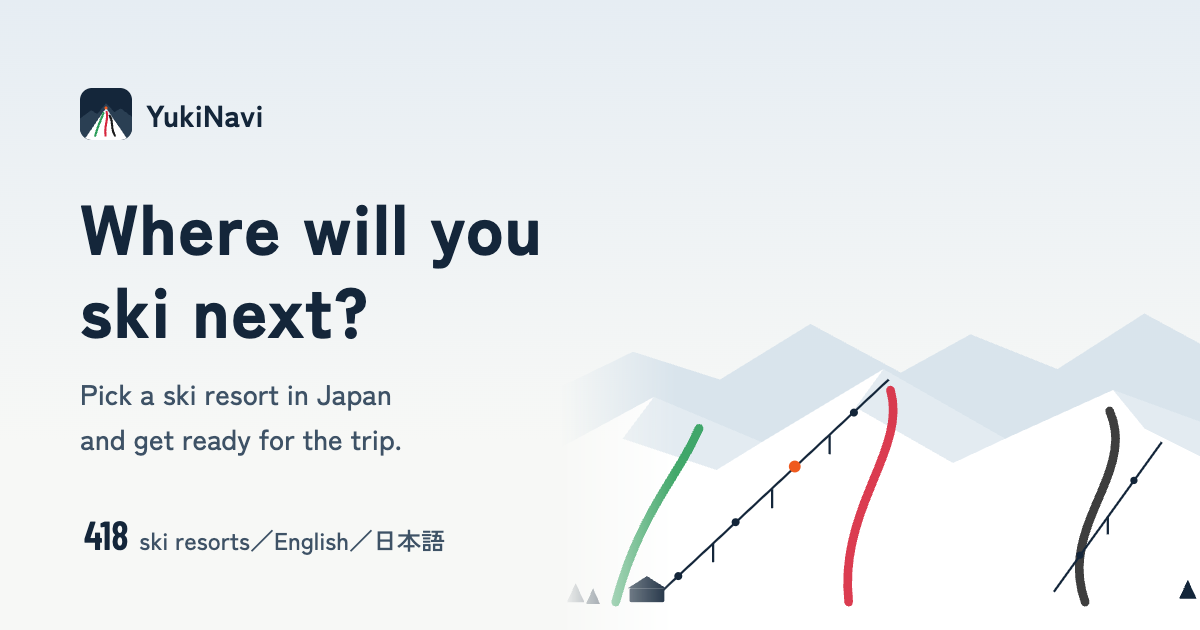 YukiNavi
Where will you
ski next?
Pick a ski resort in Japan
and get ready for the trip.
418 ski resorts／English／日本語